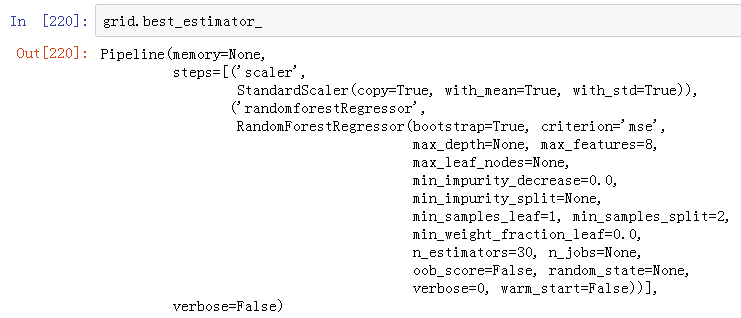 In [220]: grid.best_estimator_
Out[220]: Pipeline(memory=None,
steps=[('scaler',
StandardScaler(copy=True, with_mean=True, with_std=True)),
('randomforestRegressor',
RandomForestRegressor(bootstrap=True, criterion='mse',
max_depth=None, max_features=8,
max_leaf_nodes=None,
min_impurity_decrease=0.0,
min_impurity_split=None,
min_samples_leaf=1, min_samples_split=2,
min_weight_fraction_leaf=0.0,
n_estimators=30, n_jobs=None,
oob_score=False, random_state=None,
verbose=0, warm_start=False))],
verbose=False)